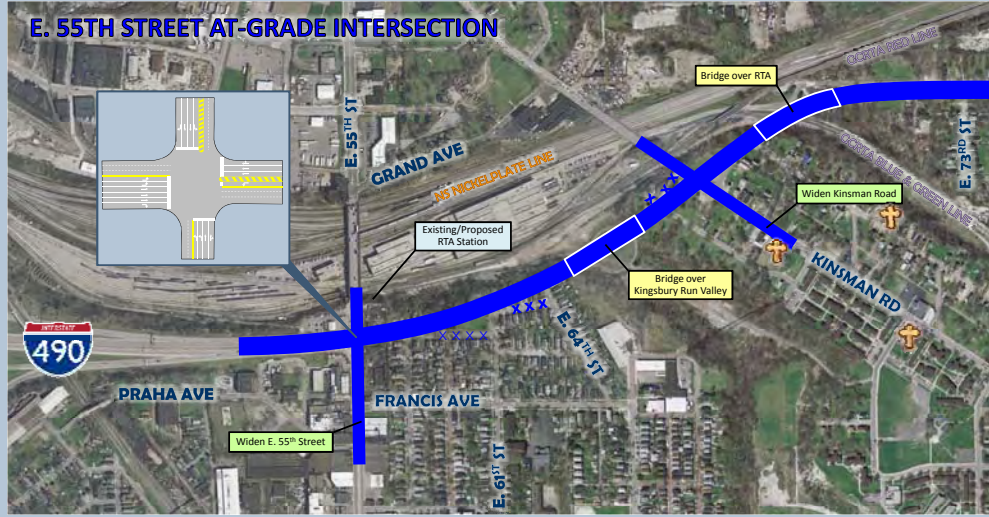 E. 55TH STREET AT-GRADE INTERSECTION
GCRTA RED LINE
Bridge over RTA
E. 55TH ST
GRAND AVE
NS NICKELPLATE LINE
E. 73RD ST
GCRTA BLUE & GREEN LINE
Widen Kinsman Road
Existing/Proposed
RTA Station
KINSMAN RD
Bridge over
Kingsbury Run Valley
INTERSTATE
490
E. 64TH ST
PRAHA AVE
FRANCIS AVE
Widen E. 55th Street
E. 61ST ST